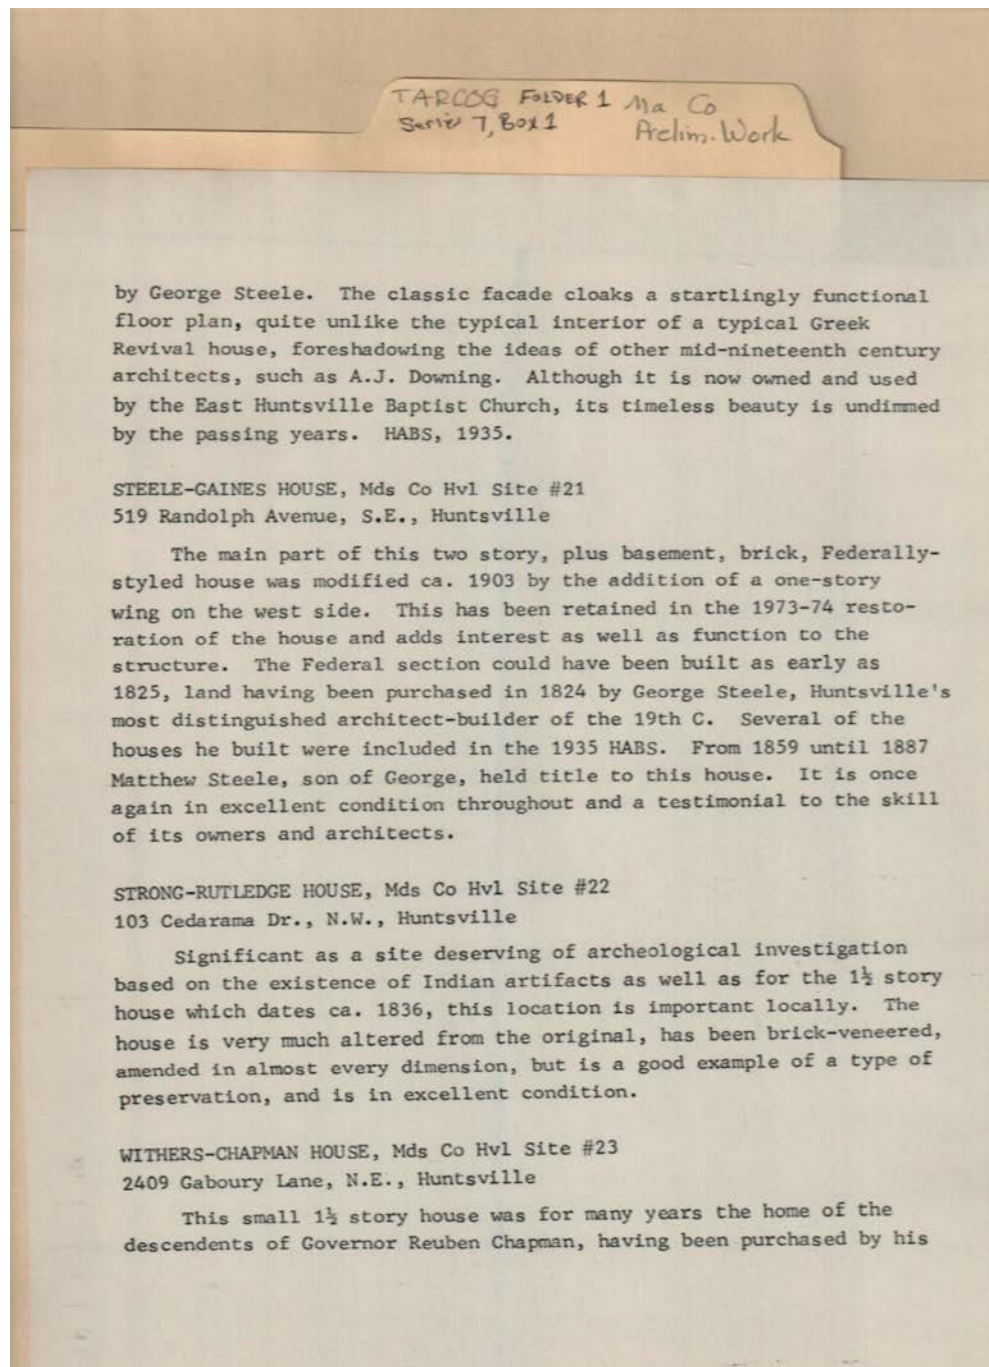 TARCOG FOLDER 1 Ma Co
Series 7, Box 1 Prelim. Work
by George Steele. The classic facade cloaks a startlingly functional
floor plan, quite unlike the typical interior of a typical Greek
Revival house, foreshadowing the ideas of other mid-nineteenth century
architects, such as A.J. Downing. Although it is now owned and used
by the East Huntsville Baptist Church, its timeless beauty is undimmed
by the passing years. HABS, 1935.
STEELE-GAINES HOUSE, Mds Co Hvl Site #21
519 Randolph Avenue, S.E., Huntsville
The main part of this two story, plus basement, brick, Federally-
styled house was modified ca. 1903 by the addition of a one-story
wing on the west side. This has been retained in the 1973-74 resto-
ration of the house and adds interest as well as function to the
structure. The Federal section could have been built as early as
1825, land having been purchased in 1824 by George Steele, Huntsville's
most distinguished architect-builder of the 19th C. Several of the
houses he built were included in the 1935 HABS. From 1859 until 1887
Matthew Steele, son of George, held title to this house. It is once
again in excellent condition throughout and a testimonial to the skill
of its owners and architects.
STRONG-RUTLEDGE HOUSE, Mds Co Hvl Site #22
103 Cedarama Dr., N.W., Huntsville
Significant as a site deserving of archeological investigation
based on the existence of Indian artifacts as well as for the 1½ story
house which dates ca. 1836, this location is important locally. The
house is very much altered from the original, has been brick-veneered,
amended in almost every dimension, but is a good example of a type of
preservation, and is in excellent condition.
WITHERS-CHAPMAN HOUSE, Mds Co Hvl Site #23
2409 Gaboury Lane, N.E., Huntsville
This small 1½ story house was for many years the home of the
descendents of Governor Reuben Chapman, having been purchased by his